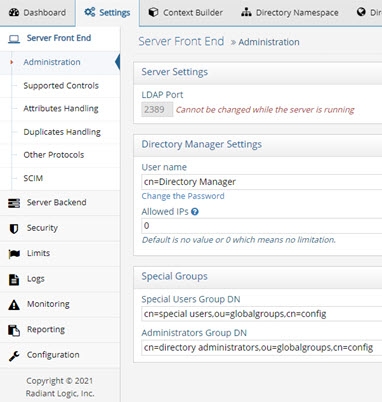 Dashboard
Settings
Context Builder
Directory Namespace
Server Front End
Administration
Supported Controls
Attributes Handling
Duplicates Handling
Other Protocols
SCIM
Server Backend
Security
Limits
Logs
Monitoring
Reporting
Configuration
Copyright © 2021
Radiant Logic, Inc.
Server Front End » Administration
Server Settings
LDAP Port
2389 Cannot be changed while the server is running
Directory Manager Settings
User name
cn=Directory Manager
Change the Password
Allowed IPs ?
0
Default is no value or 0 which means no limitation.
Special Groups
Special Users Group DN
cn=special users,ou=globalgroups,cn=config
Administrators Group DN
cn=directory administrators,ou=globalgroups,cn=config